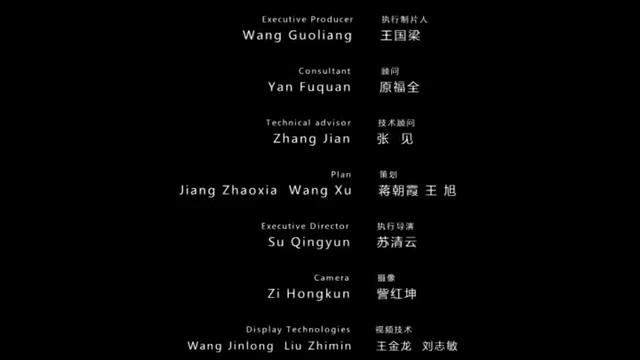 Executive Producer 执行制片人
Wang Guoliang 王国梁
Consultant 顾问
Yan Fuquan 原福全
Technical advisor 技术顾问
Zhang Jian 张 见
Plan 策划
Jiang Zhaoxia Wang Xu 蒋朝霞 王 旭
Executive Director 执行导演
Su Qingyun 苏清云
Camera 摄像
Zi Hongkun 訾红坤
Display Technologies 视频技术
Wang Jinlong Liu Zhimin 王金龙 刘志敏